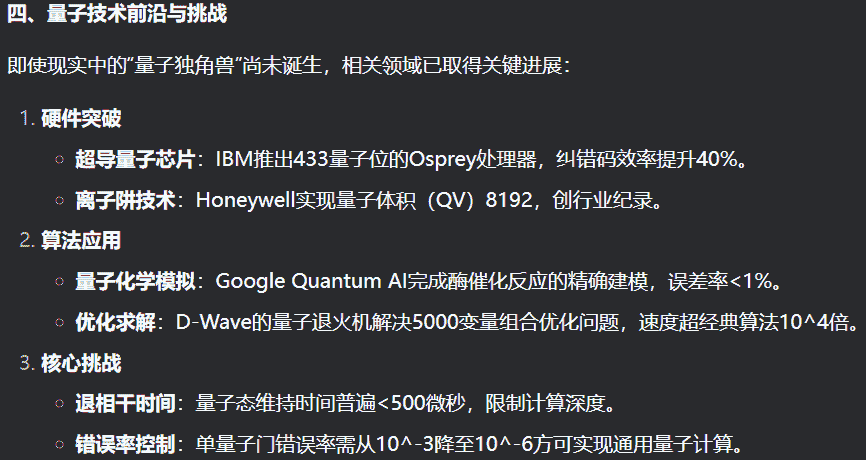 四、量子技术前沿与挑战
即使现实中的"量子独角兽"尚未诞生，相关领域已取得关键进展：
1. 硬件突破
◦ 超导量子芯片：IBM推出433量子位的Osprey处理器，纠错码效率提升40%。
◦ 离子阱技术：Honeywell实现量子体积（QV）8192，创行业纪录。
2. 算法应用
◦ 量子化学模拟：Google Quantum AI完成酶催化反应的精确建模，误差率<1%。
◦ 优化求解：D-Wave的量子退火机解决5000变量组合优化问题，速度超经典算法10^4倍。
3. 核心挑战
◦ 退相干时间：量子态维持时间普遍<500微秒，限制计算深度。
◦ 错误率控制：单量子门错误率需从10^-3降至10^-6方可实现通用量子计算。